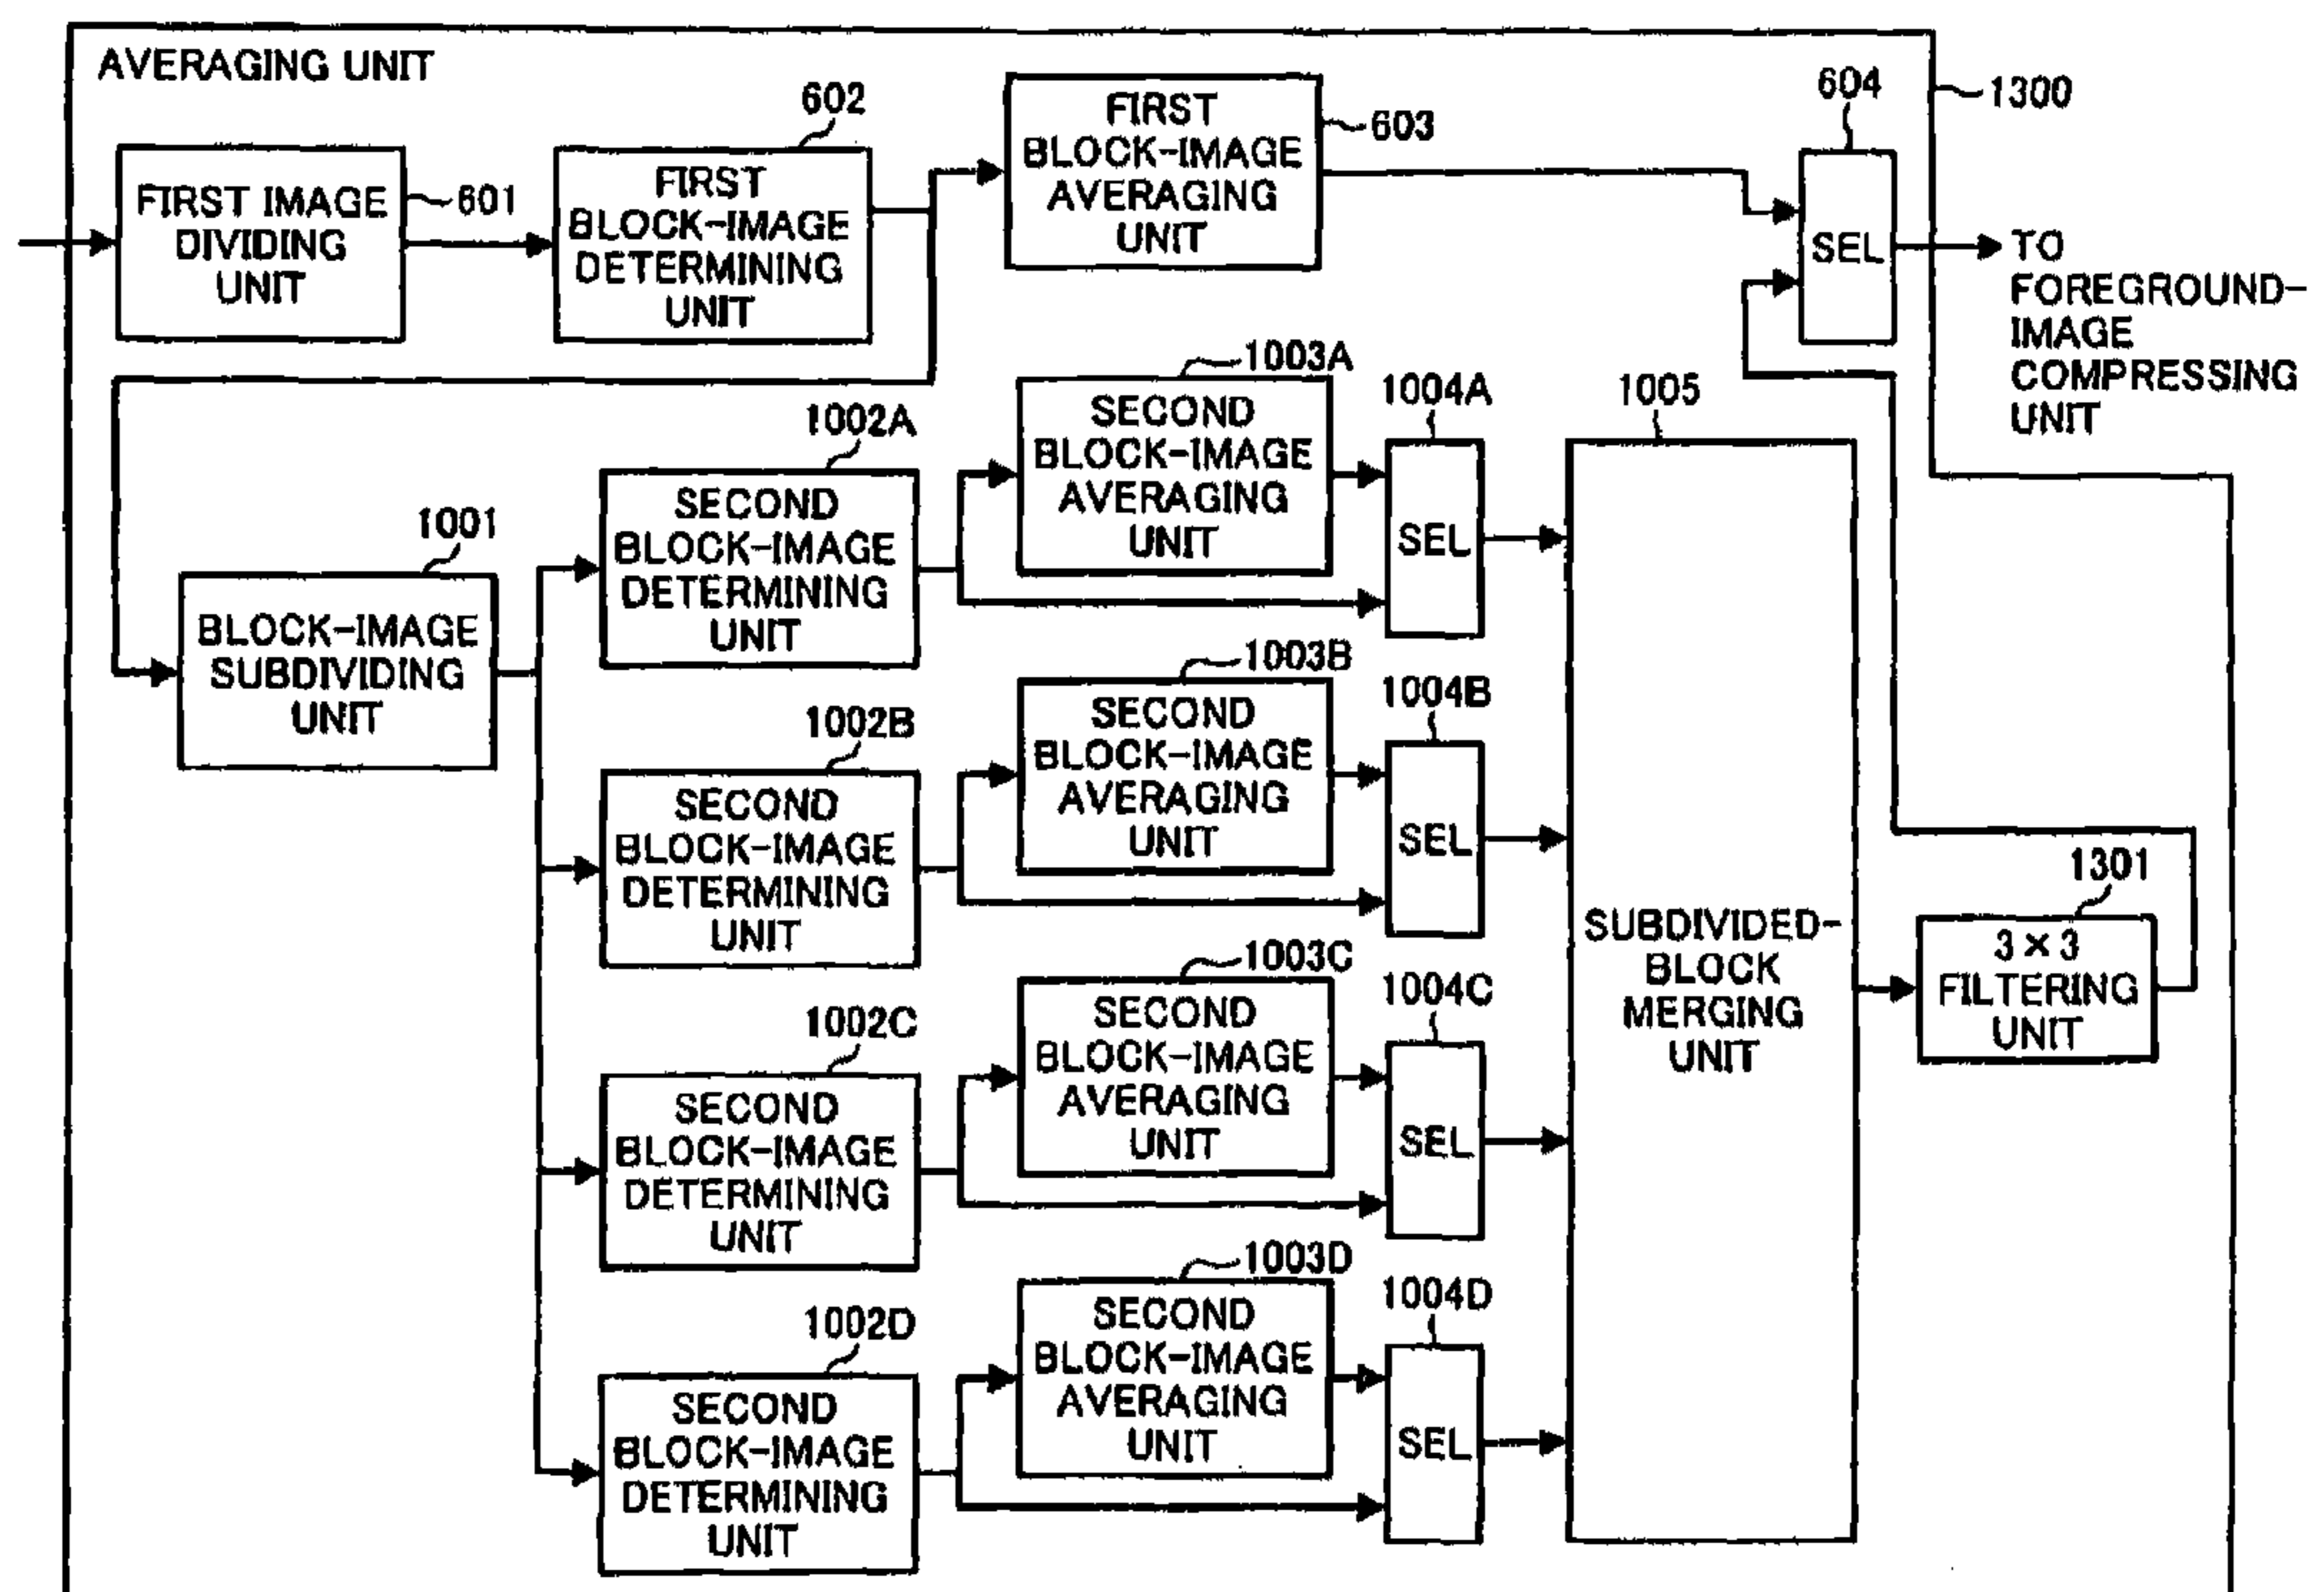 AVERAGING UNIT
1300
601
FIRST IMAGE
DIVIDING
UNIT
602
FIRST
BLOCK-IMAGE
DETERMINING
UNIT
603
FIRST
BLOCK-IMAGE
AVERAGING
UNIT
604
SEL
TO
FOREGROUND-
IMAGE
COMPRESSING
UNIT
1001
BLOCK-IMAGE
SUBDIVIDING
UNIT
1002A
SECOND
BLOCK-IMAGE
DETERMINING
UNIT
1003A
SECOND
BLOCK-IMAGE
AVERAGING
UNIT
1004A
SEL
1002B
SECOND
BLOCK-IMAGE
DETERMINING
UNIT
1003B
SECOND
BLOCK-IMAGE
AVERAGING
UNIT
1004B
SEL
1002C
SECOND
BLOCK-IMAGE
DETERMINING
UNIT
1003C
SECOND
BLOCK-IMAGE
AVERAGING
UNIT
1004C
SEL
1002D
SECOND
BLOCK-IMAGE
DETERMINING
UNIT
1003D
SECOND
BLOCK-IMAGE
AVERAGING
UNIT
1004D
SEL
1005
SUBDIVIDED-
BLOCK
MERGING
UNIT
1301
3 × 3
FILTERING
UNIT